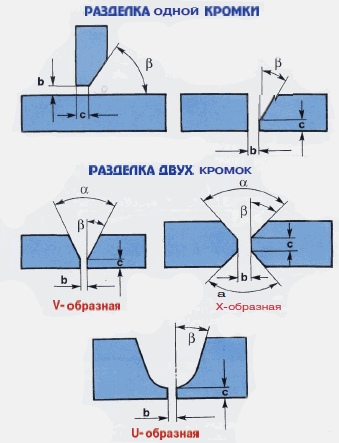 РАЗДЕЛКА ОДНОЙ КРОМКИ
β
b
c
β
c
b
РАЗДЕЛКА ДВУХ КРОМОК
α
β
c
b
V- образная
α
β
c
b
a
X-образная
β
c
b
U- образная